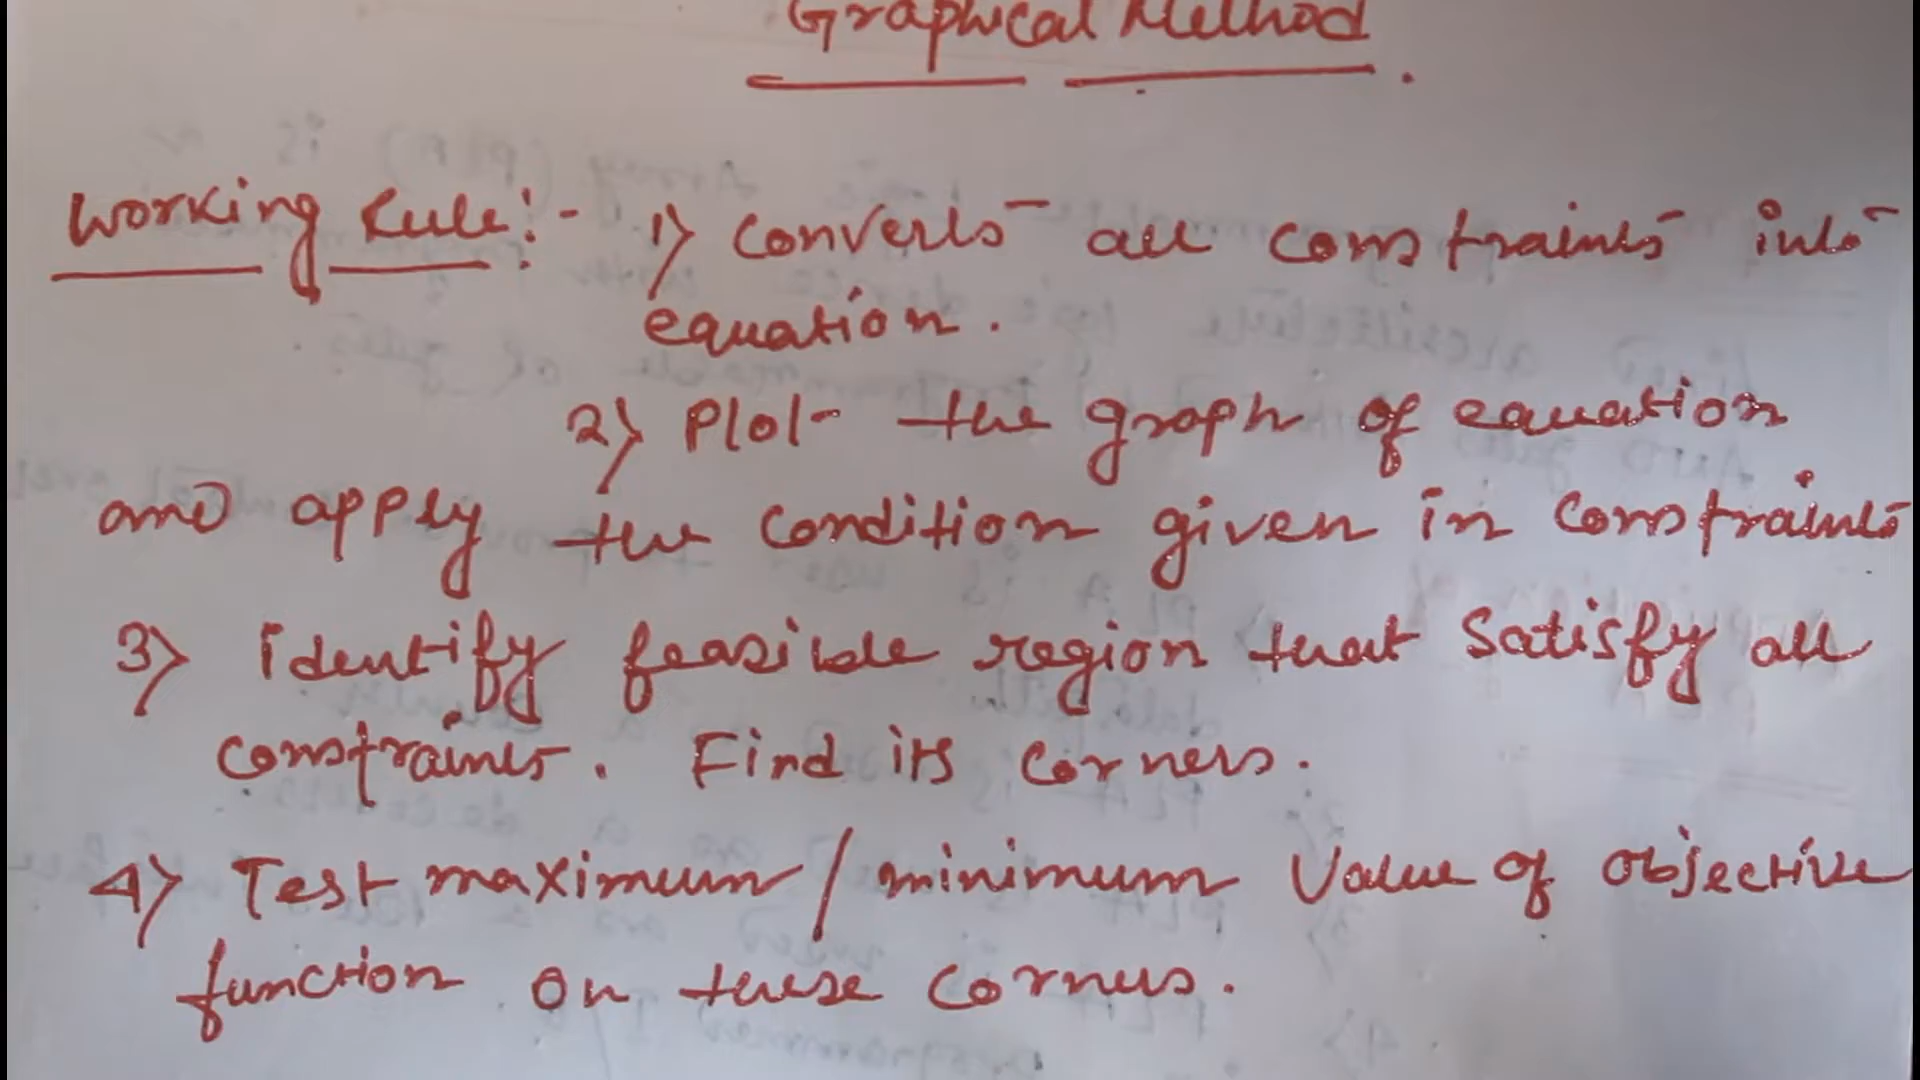 Graphical Method
Working Rule:- 1) Converts all constraints into
equation.
2) Plot the graph of equation
and apply the condition given in constraints
3) identify feasible region that satisfy all
constraints. Find its corners.
4) Test maximum/minimum value of objective
function on these corners.